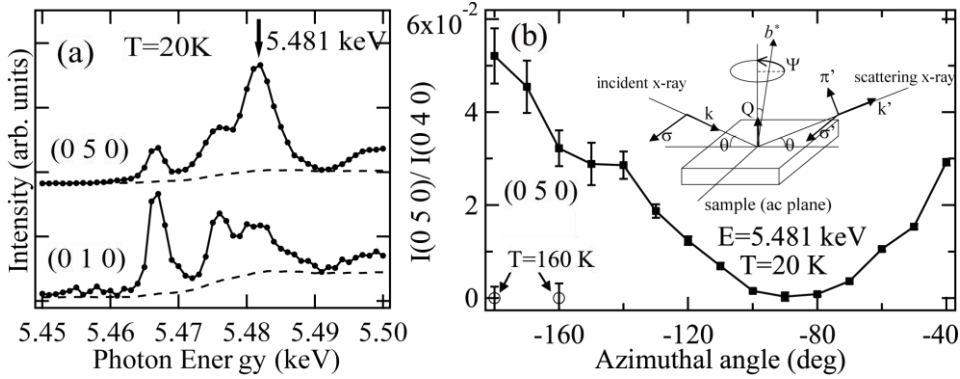 (a)
T=20K
5.481 keV
(0 5 0)
(0 1 0)
Intensity (arb. units)
5.45 5.46 5.47 5.48 5.49 5.50
Photon Ener gy (keV)
(b)
6x10⁻²
4
2
0
I(0 5 0)/ I(0 4 0)
b*
Ψ
incident x-ray
scattering x-ray
π'
k
Q
k'
σ
σ'
θ
θ
sample (ac plane)
(0 5 0)
E=5.481 keV
T=20 K
T=160 K
-160 -120 -80 -40
Azimuthal angle (deg)